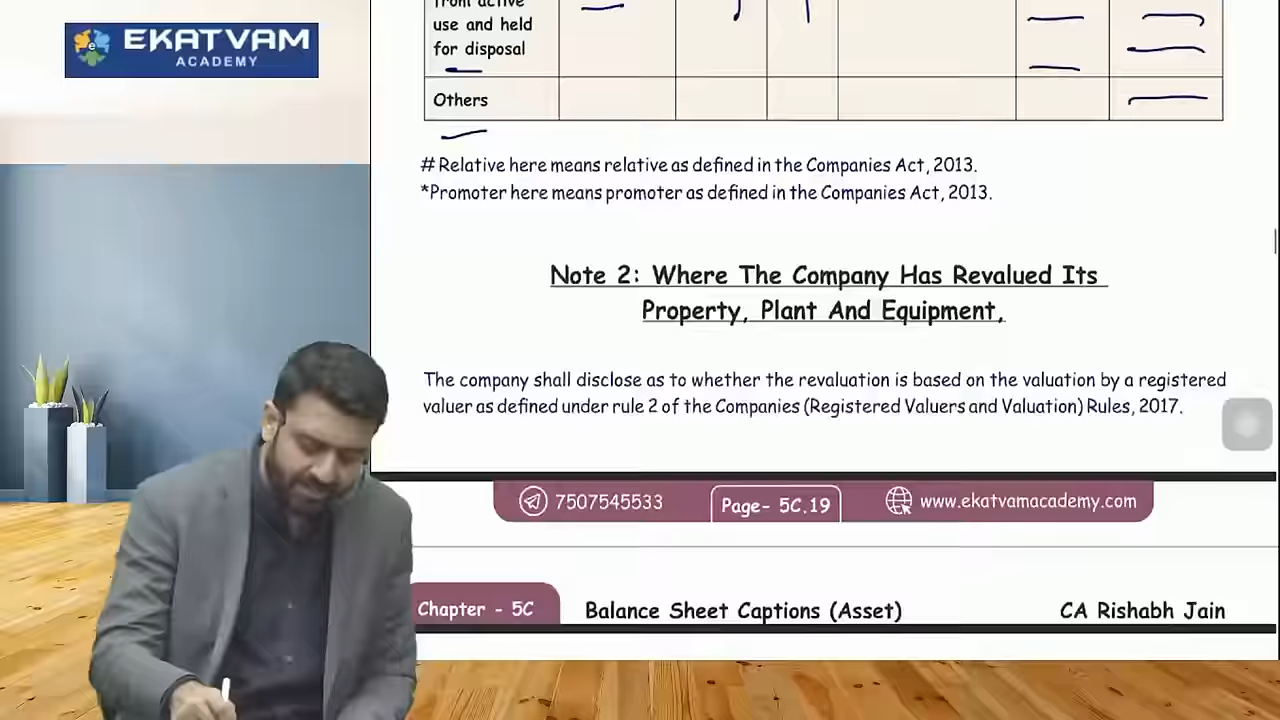 EKATVAM
ACADEMY
from active
use and held
for disposal
Others
# Relative here means relative as defined in the Companies Act, 2013.
*Promoter here means promoter as defined in the Companies Act, 2013.
Note 2: Where The Company Has Revalued Its
Property, Plant And Equipment,
The company shall disclose as to whether the revaluation is based on the valuation by a registered
valuer as defined under rule 2 of the Companies (Registered Valuers and Valuation) Rules, 2017.
7507545533
Page- 5C.19
www.ekatvamacademy.com
Chapter - 5C
Balance Sheet Captions (Asset)
CA Rishabh Jain